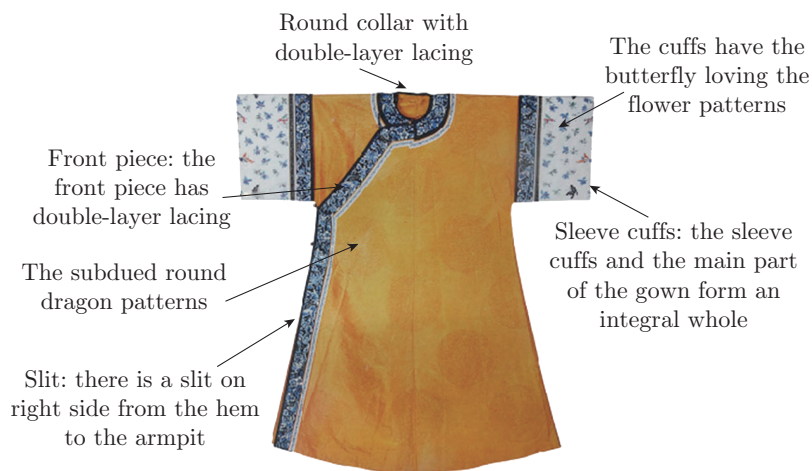 Round collar with
double-layer lacing
The cuffs have the
butterfly loving the
flower patterns
Front piece: the
front piece has
double-layer lacing
Sleeve cuffs: the sleeve
cuffs and the main part
of the gown form an
integral whole
The subdued round
dragon patterns
Slit: there is a slit on
right side from the hem
to the armpit